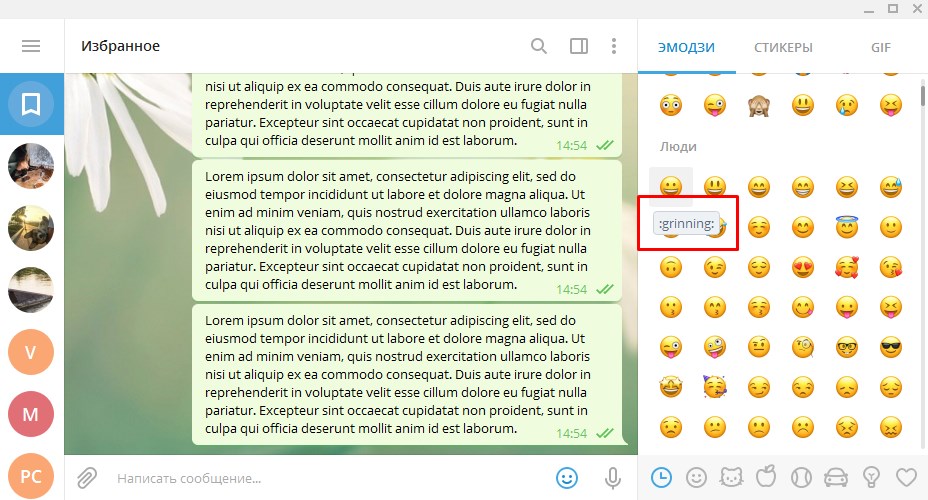 Избранное
ЭМОДЗИ
СТИКЕРЫ
GIF
nisi ut aliquip ex ea commodo consequat. Duis aute irure dolor in
reprehenderit in voluptate velit esse cillum dolore eu fugiat nulla
pariatur. Excepteur sint occaecat cupidatat non proident, sunt in
culpa qui officia deserunt mollit anim id est laborum.
14:54
Lorem ipsum dolor sit amet, consectetur adipiscing elit, sed do
eiusmod tempor incididunt ut labore et dolore magna aliqua. Ut
enim ad minim veniam, quis nostrud exercitation ullamco laboris
nisi ut aliquip ex ea commodo consequat. Duis aute irure dolor in
reprehenderit in voluptate velit esse cillum dolore eu fugiat nulla
pariatur. Excepteur sint occaecat cupidatat non proident, sunt in
culpa qui officia deserunt mollit anim id est laborum.
14:54
Lorem ipsum dolor sit amet, consectetur adipiscing elit, sed do
eiusmod tempor incididunt ut labore et dolore magna aliqua. Ut
enim ad minim veniam, quis nostrud exercitation ullamco laboris
nisi ut aliquip ex ea commodo consequat. Duis aute irure dolor in
reprehenderit in voluptate velit esse cillum dolore eu fugiat nulla
pariatur. Excepteur sint occaecat cupidatat non proident, sunt in
culpa qui officia deserunt mollit anim id est laborum.
14:54
Люди
:grinning:
V
M
PC
Написать сообщение...